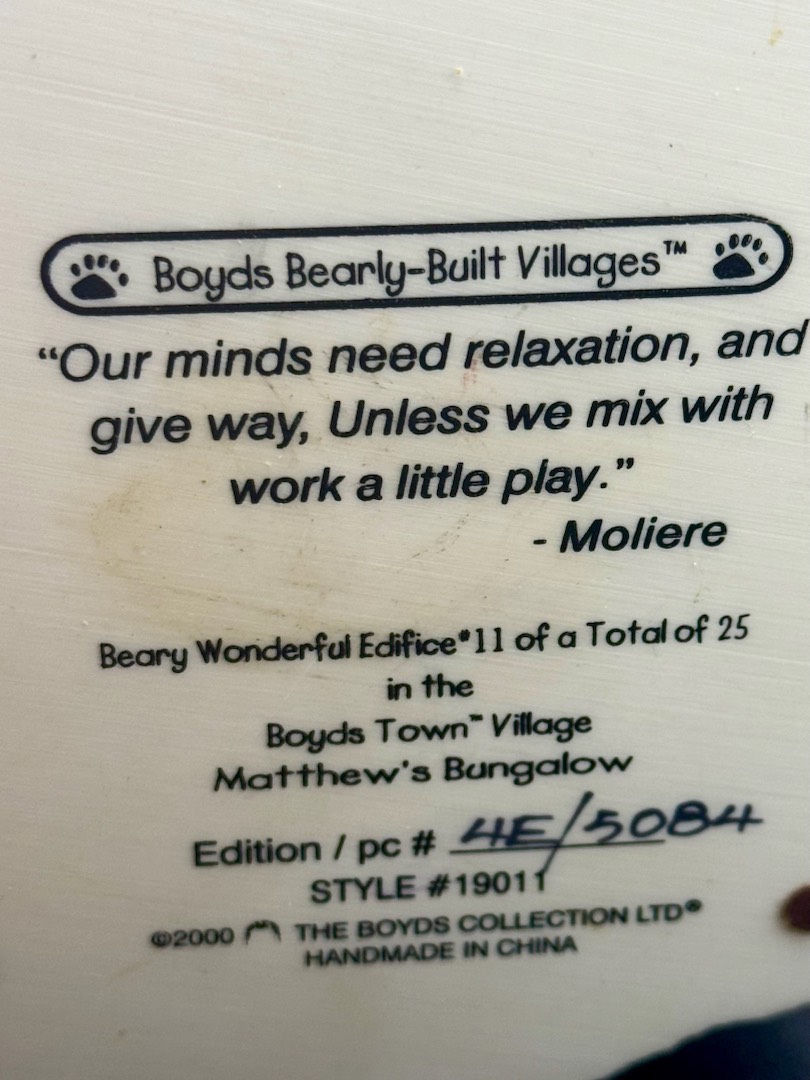 Boyds Bearly-Built Villages™
“Our minds need relaxation, and
give way, Unless we mix with
work a little play.”
- Moliere
Beary Wonderful Edifice#11 of a Total of 25
in the
Boyds Town™ Village
Matthew's Bungalow
Edition / pc # 4E/5084
STYLE #19011
©2000 THE BOYDS COLLECTION LTD®
HANDMADE IN CHINA